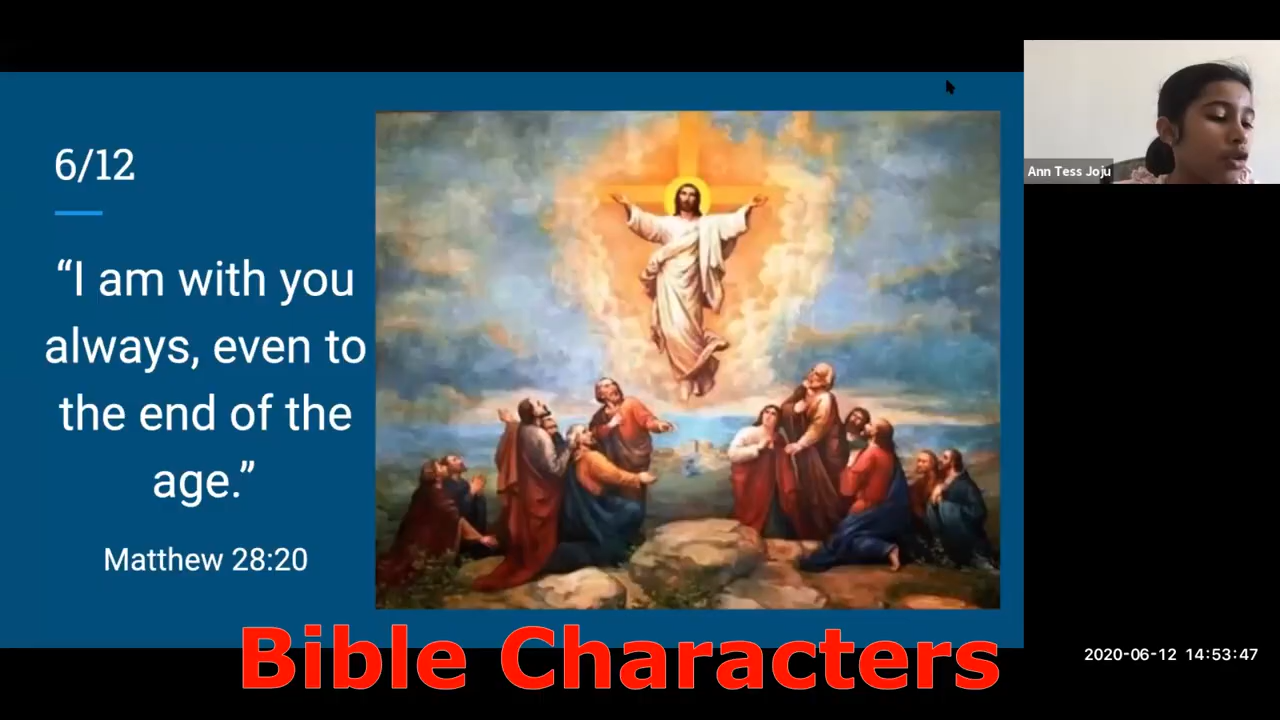 6/12
“I am with you
always, even to
the end of the
age.”
Matthew 28:20
Ann Tess Joju
Bible Characters
2020-06-12 14:53:47